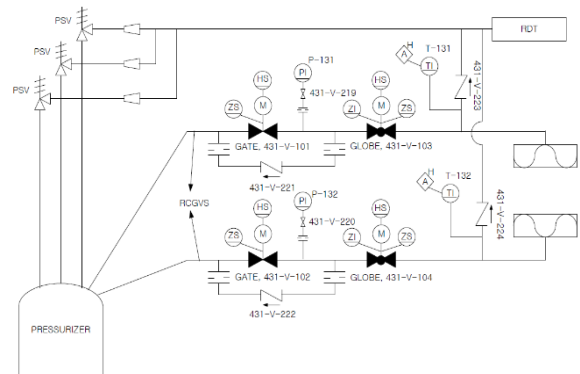 PSV
RDT
PSV
P-131
H
A
T-131
TI
HS
PI
HS
431-V-219
431-V-223
PSV
ZS
M
ZI
M
ZS
GATE, 431-V-101
GLOBE, 431-V-103
431-V-221
RCGVS
P-132
H
A
T-132
TI
HS
PI
HS
431-V-220
431-V-224
ZS
M
ZI
M
ZS
GATE, 431-V-102
GLOBE, 431-V-104
431-V-222
PRESSURIZER